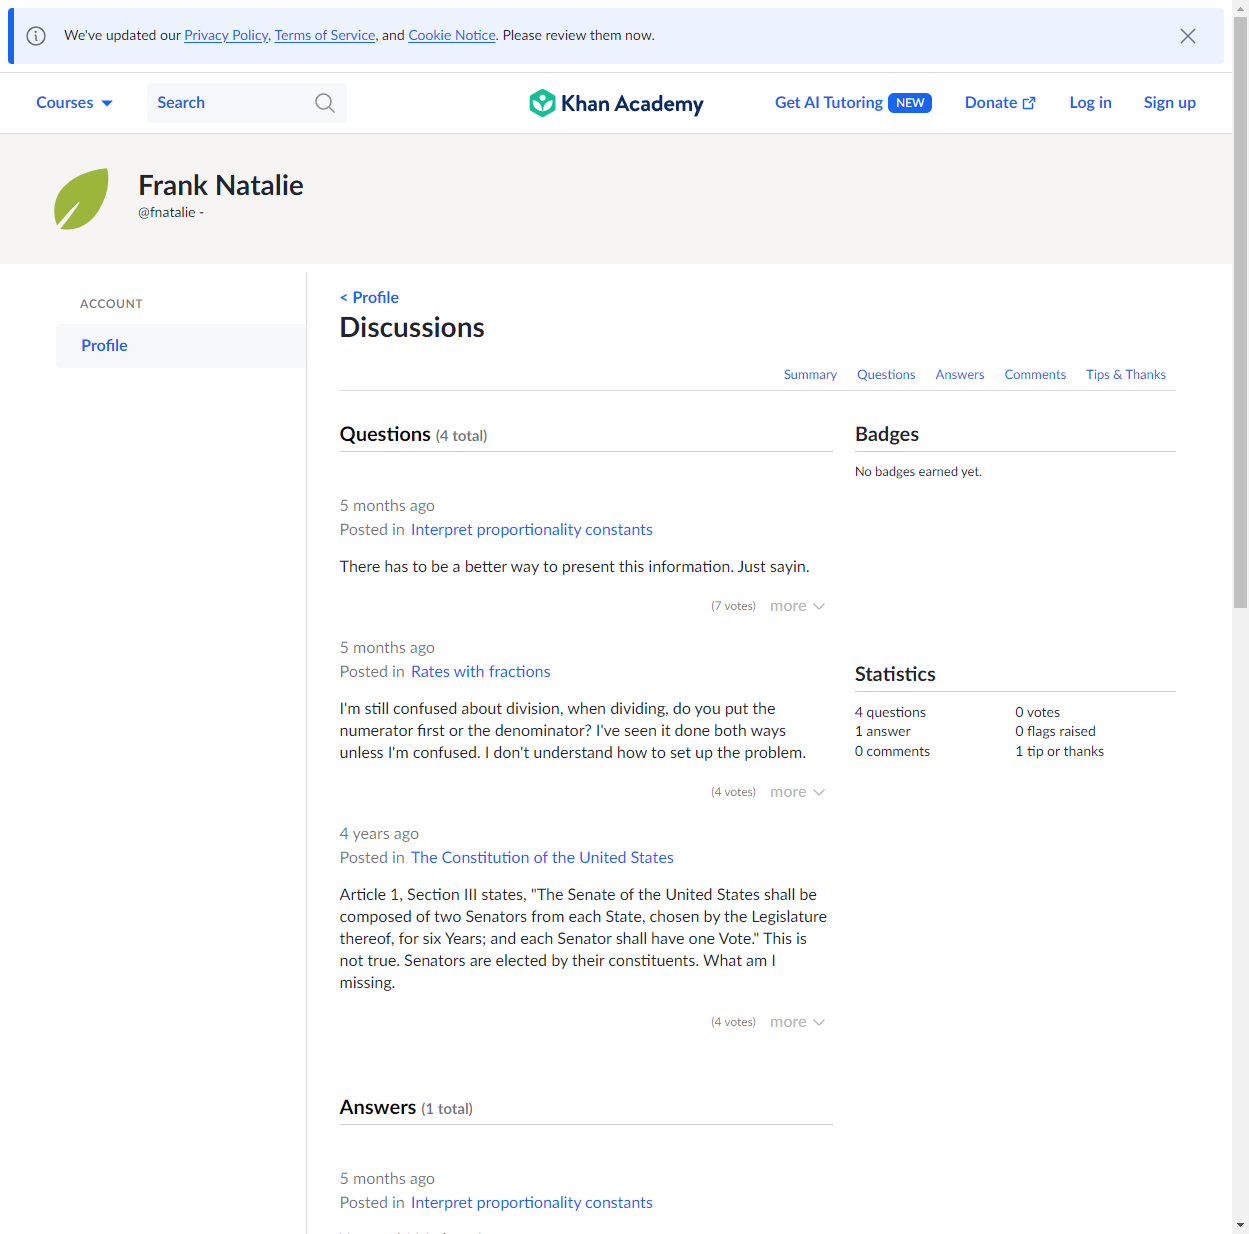 We've updated our Privacy Policy, Terms of Service, and Cookie Notice. Please review them now.
Courses
Search
Khan Academy
Get AI Tutoring NEW
Donate
Log in
Sign up
Frank Natalie
@fnatalie -
ACCOUNT
Profile
< Profile
Discussions
Summary
Questions
Answers
Comments
Tips & Thanks
Questions (4 total)
5 months ago
Posted in Interpret proportionality constants
There has to be a better way to present this information. Just sayin.
(7 votes) more
5 months ago
Posted in Rates with fractions
I'm still confused about division, when dividing, do you put the
numerator first or the denominator? I've seen it done both ways
unless I'm confused. I don't understand how to set up the problem.
(4 votes) more
4 years ago
Posted in The Constitution of the United States
Article 1, Section III states, "The Senate of the United States shall be
composed of two Senators from each State, chosen by the Legislature
thereof, for six Years; and each Senator shall have one Vote." This is
not true. Senators are elected by their constituents. What am I
missing.
(4 votes) more
Answers (1 total)
5 months ago
Posted in Interpret proportionality constants
Badges
No badges earned yet.
Statistics
4 questions
0 votes
1 answer
0 flags raised
0 comments
1 tip or thanks